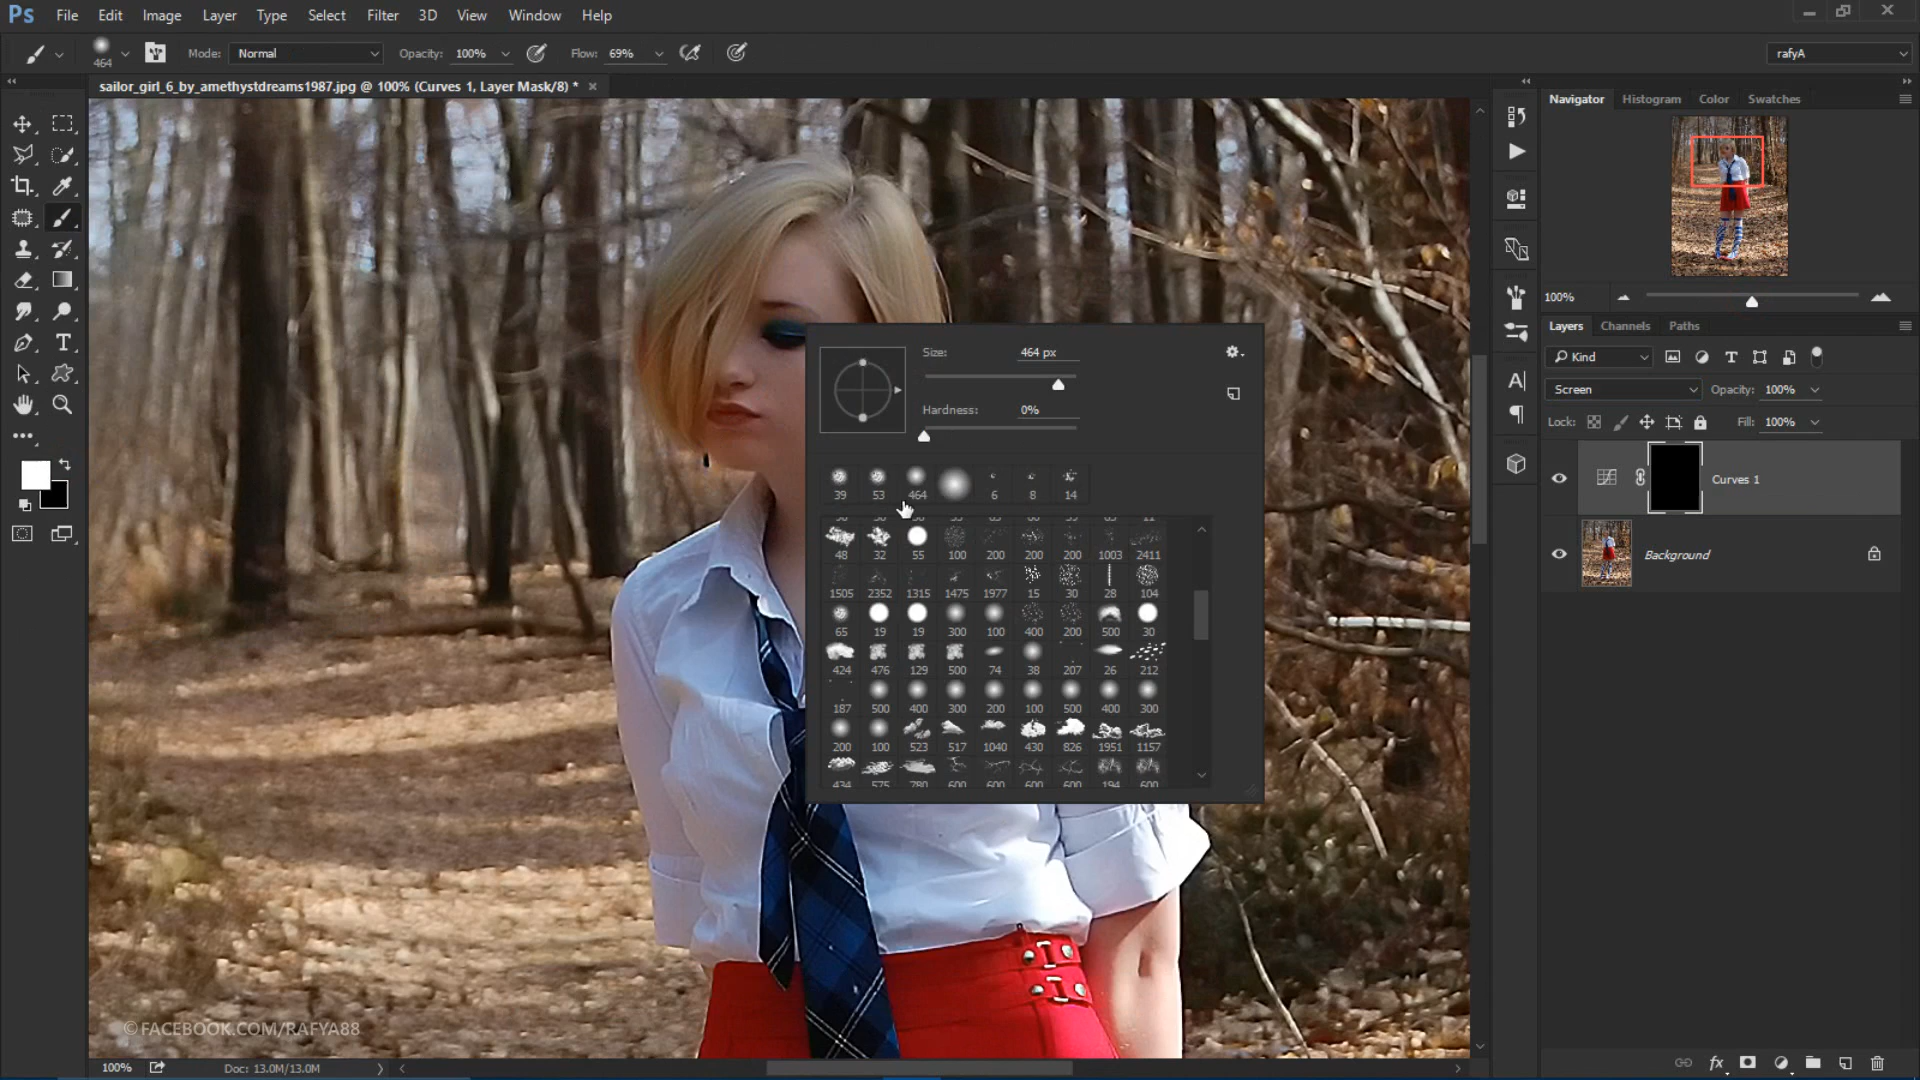 Ps File Edit Image Layer Type Select Filter 3D View Window Help
464 Mode: Normal Opacity: 100% Flow: 69% rafyA
sailor_girl_6_by_amethystdreams1987.jpg @ 100% (Curves 1, Layer Mask/8) *
Navigator Histogram Color Swatches
100%
Layers Channels Paths
Kind
Screen Opacity: 100%
Lock: Fill: 100%
Curves 1
Background
Size: 464 px
Hardness: 0%
39 53 464 6 8 14
48 32 55 100 200 200 200 1003 2411
1505 2352 1315 1475 1977 15 30 28 104
65 19 19 300 100 400 200 500 30
424 476 129 500 74 38 207 26 212
187 500 400 300 200 100 500 400 300
200 100 523 517 1040 430 826 1951 1157
434 575 780 600 600 600 600 194 600
©FACEBOOK.COM/RAFYA88
100% Doc: 13.0M/13.0M